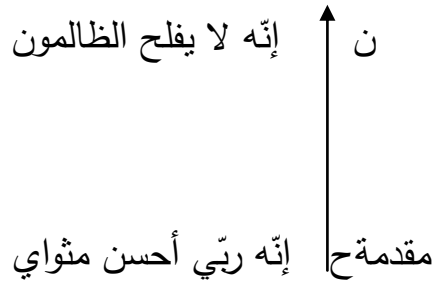 ن إنّه لا يفلح الظالمون
مقدمةح إنّه ربّي أحسن مثواي